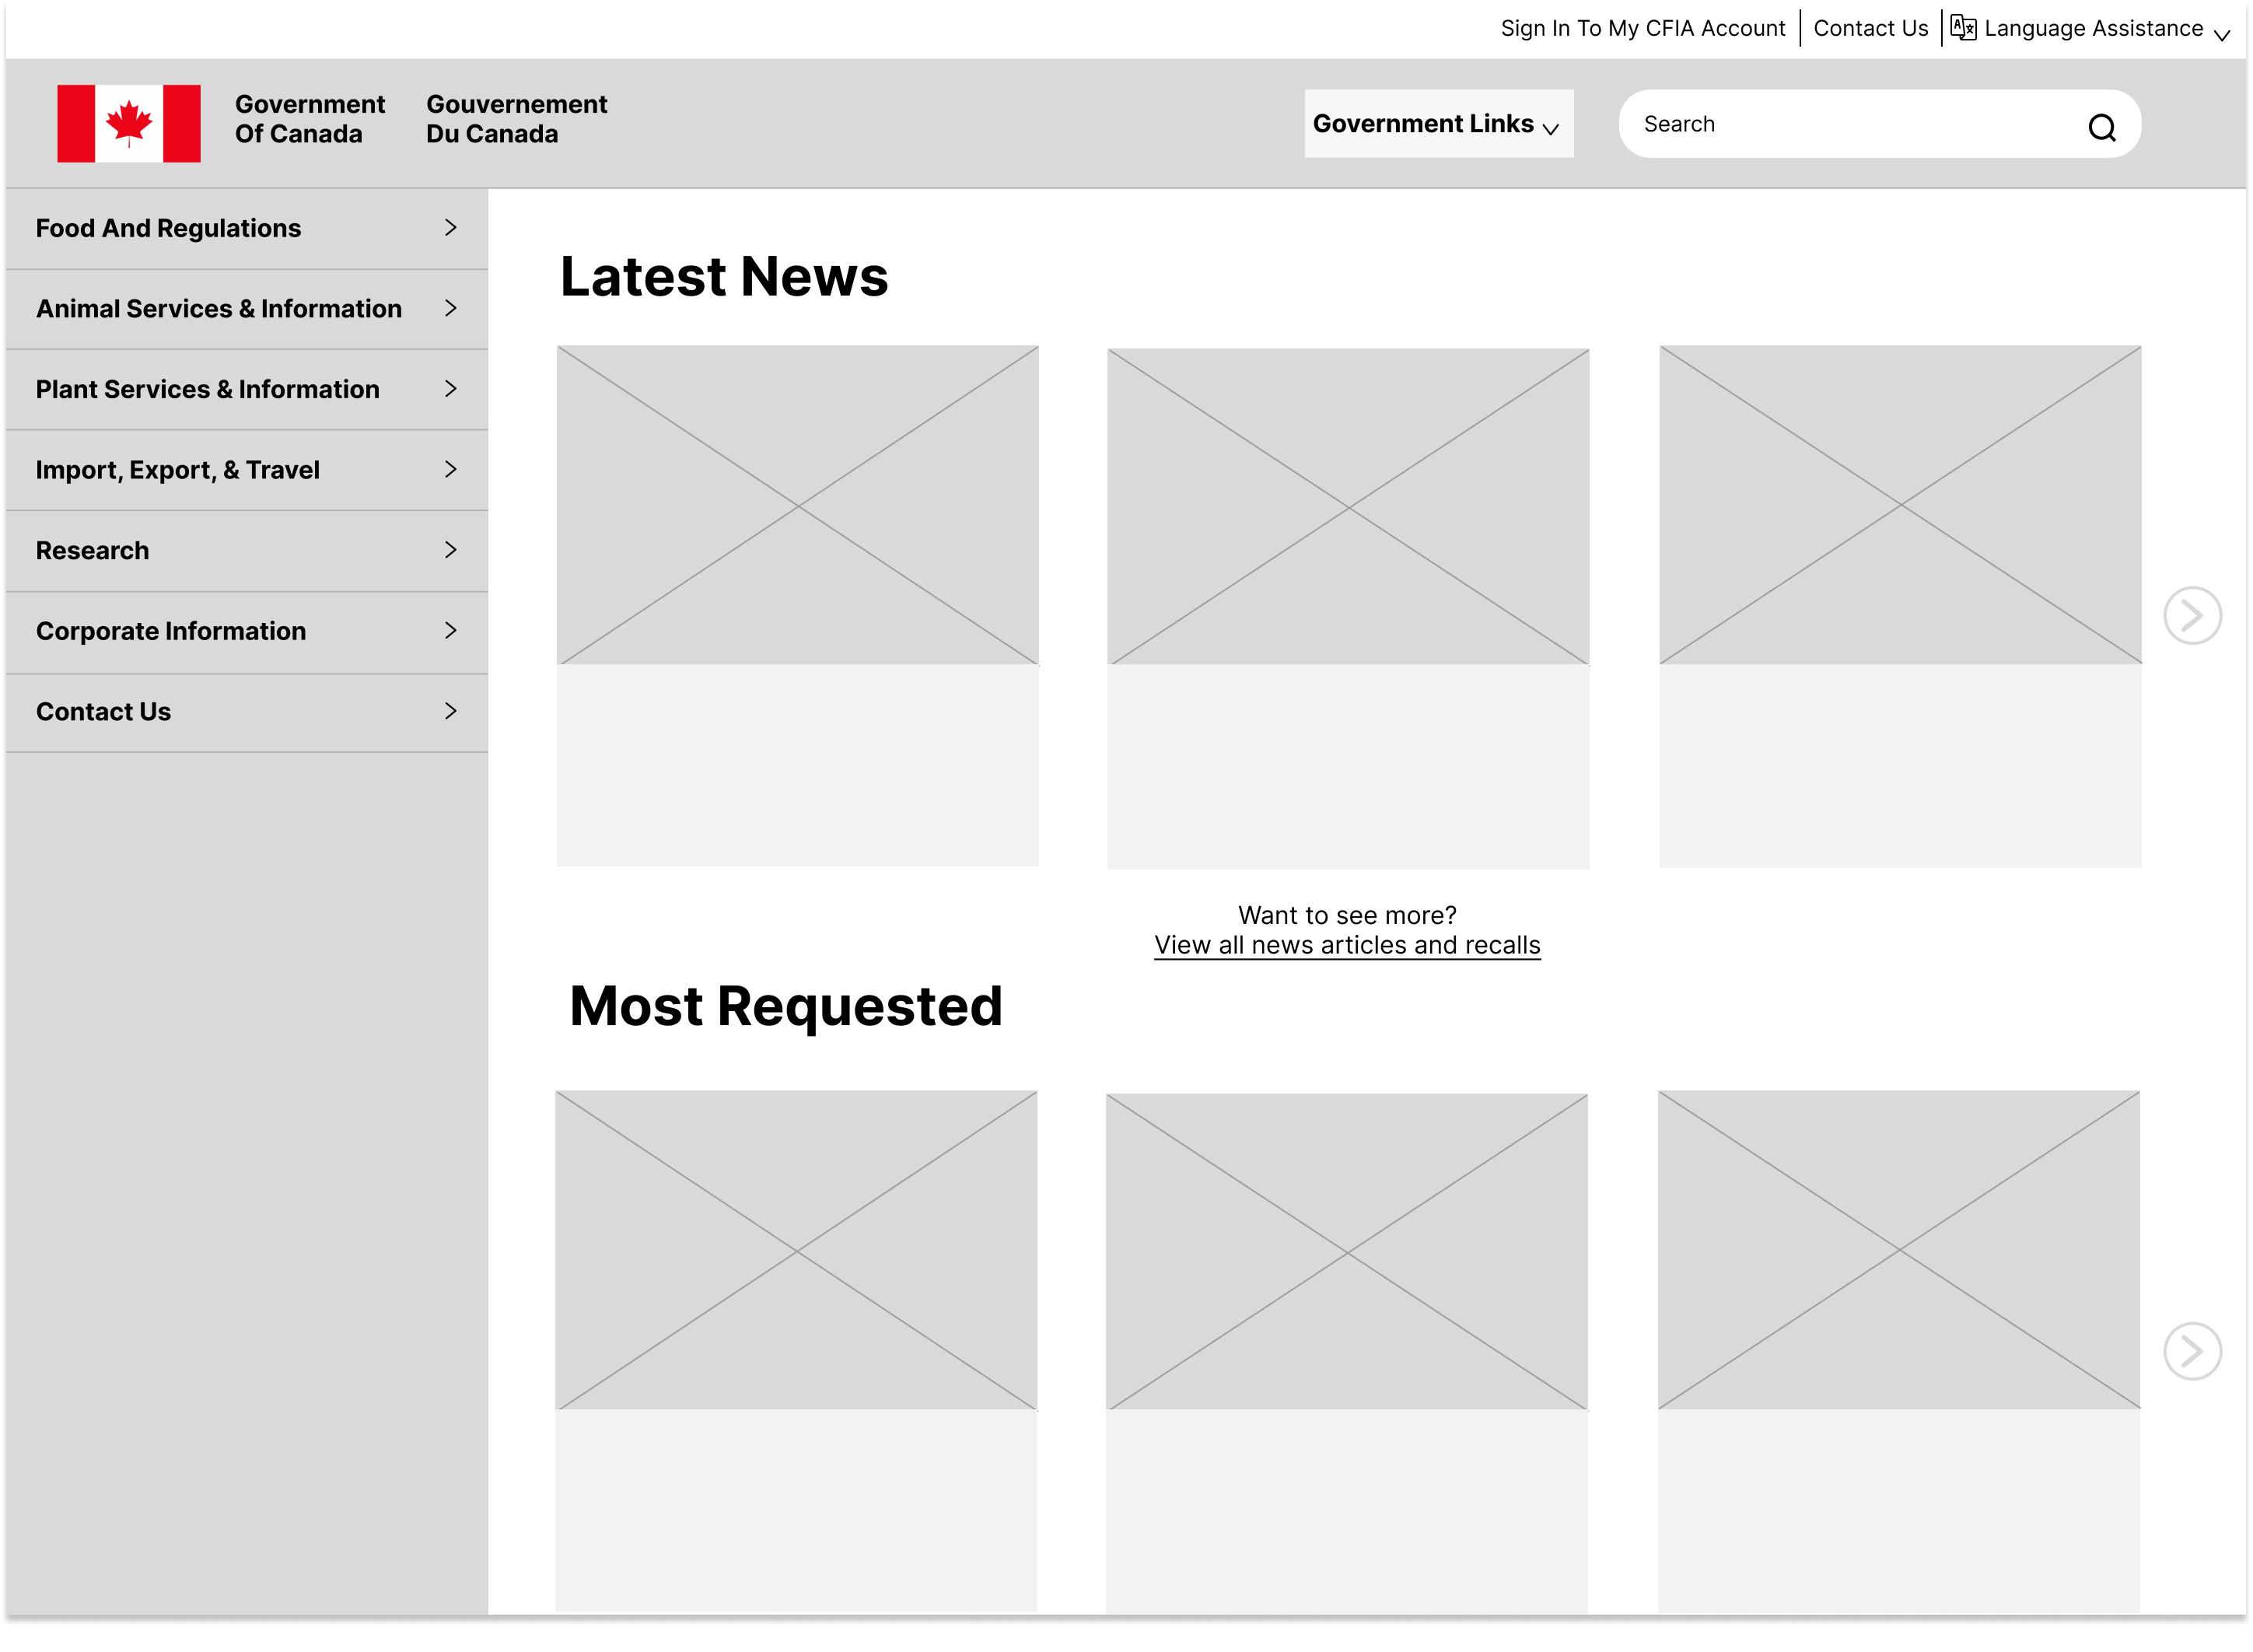 Sign In To My CFIA Account
Contact Us
Language Assistance
Government
Of Canada
Gouvernement
Du Canada
Government Links
Search
Food And Regulations
Animal Services & Information
Plant Services & Information
Import, Export, & Travel
Research
Corporate Information
Contact Us
Latest News
Want to see more?
View all news articles and recalls
Most Requested